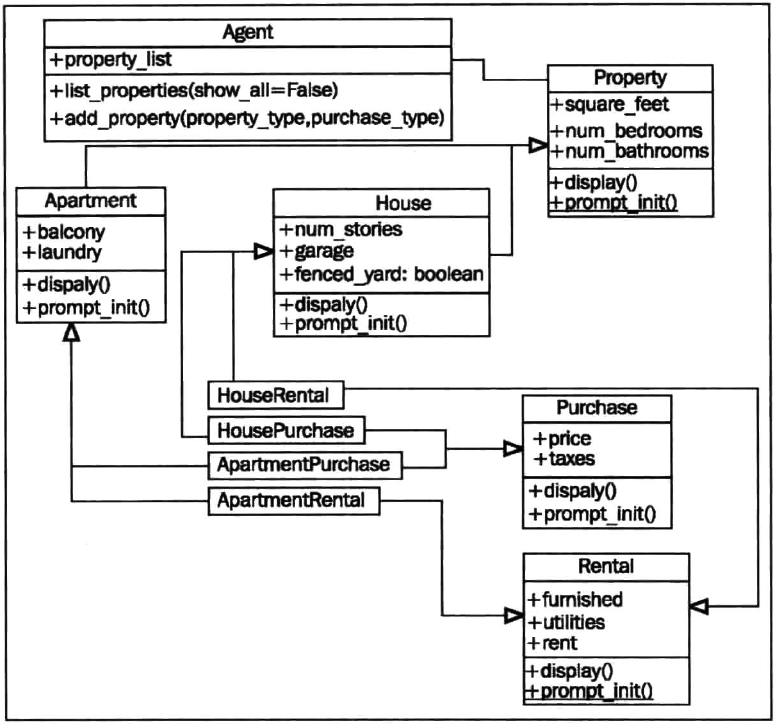 Agent
+property_list
+list_properties(show_all=False)
+add_property(property_type,purchase_type)
Property
+square_feet
+num_bedrooms
+num_bathrooms
+display()
+prompt_init()
Apartment
+balcony
+laundry
+dispaly()
+prompt_init()
House
+num_stories
+garage
+fenced_yard: boolean
+dispaly()
+prompt_init()
HouseRental
HousePurchase
ApartmentPurchase
ApartmentRental
Purchase
+price
+taxes
+dispaly()
+prompt_init()
Rental
+furnished
+utilities
+rent
+display()
+prompt_init()